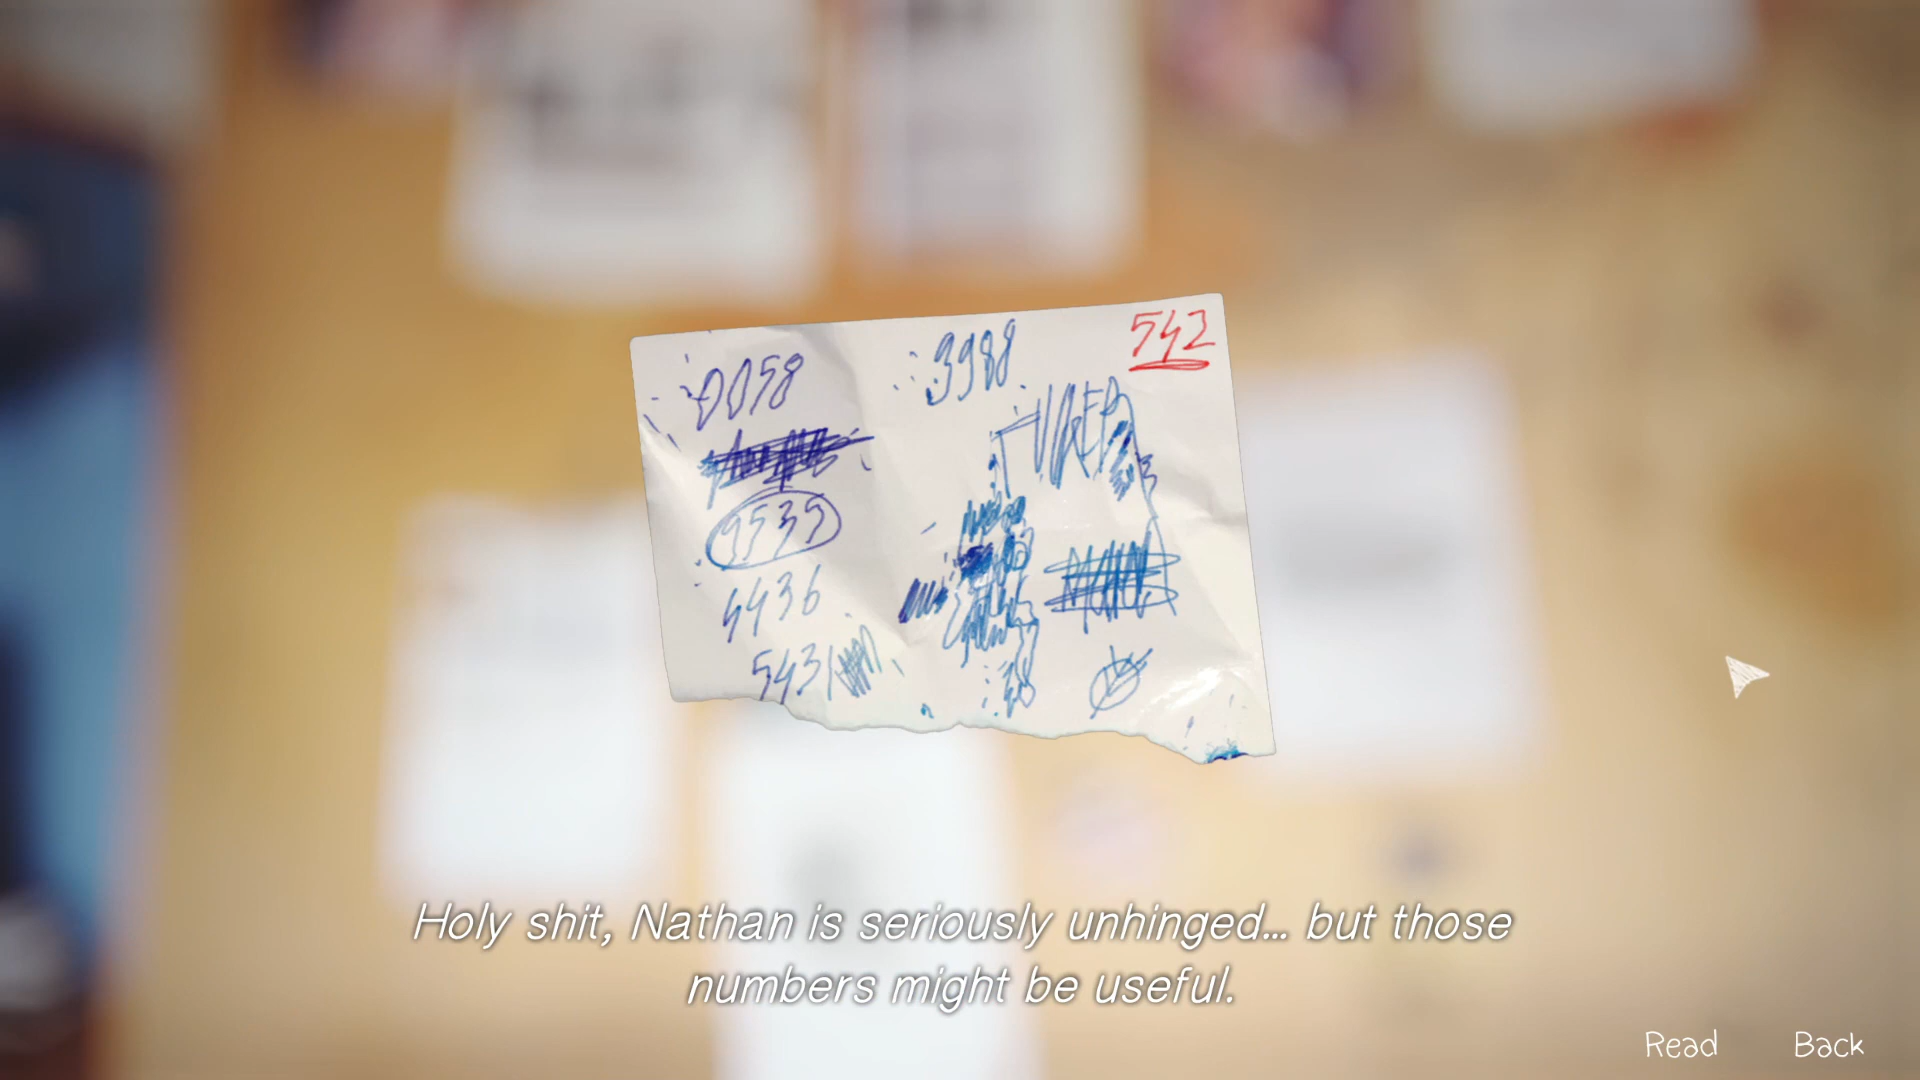 0058
3988
542
9539
5436
543
Holy shit, Nathan is seriously unhinged... but those
numbers might be useful.
Read
Back